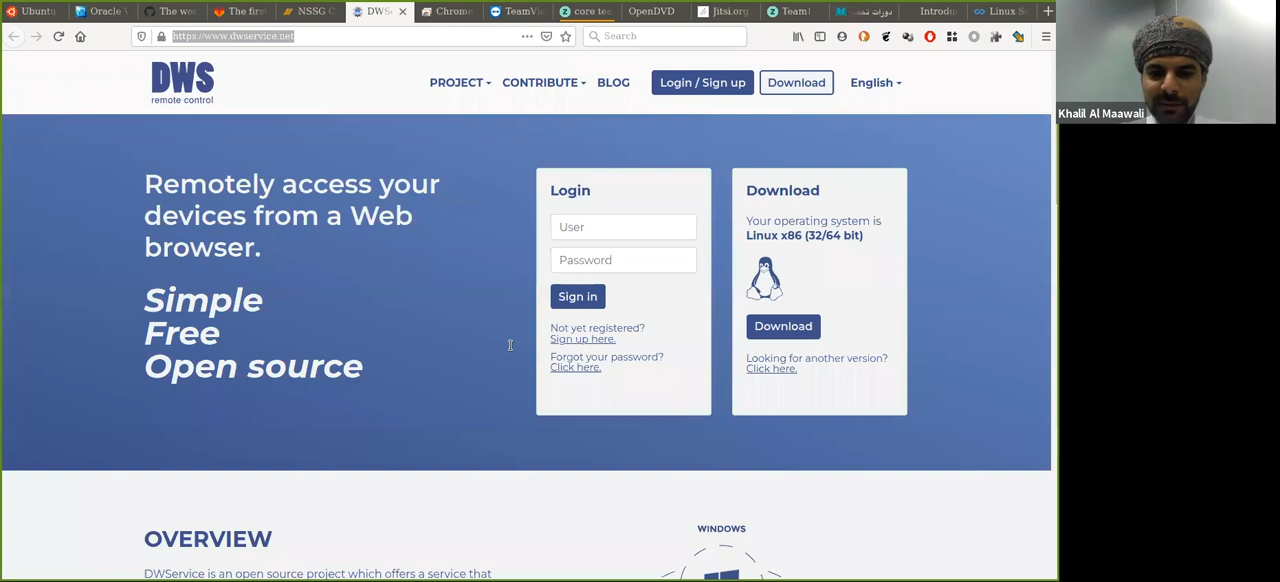 Ubuntu
Oracle V
The wor
The first
NSSG C
DWS
Chrome
TeamVi
core te
OpenDVD
Jitsi.org
Team
دورات تخصـ
Introdu
Linux S
https://www.dwservice.net
Search
DWS
remote control
PROJECT
CONTRIBUTE
BLOG
Login / Sign up
Download
English
Khalil Al Maawali
Remotely access your
devices from a Web
browser.
Simple
Free
Open source
Login
User
Password
Sign in
Not yet registered?
Sign up here.
Forgot your password?
Click here.
Download
Your operating system is
Linux x86 (32/64 bit)
Download
Looking for another version?
Click here.
OVERVIEW
DWService is an open source project which offers a service that
WINDOWS